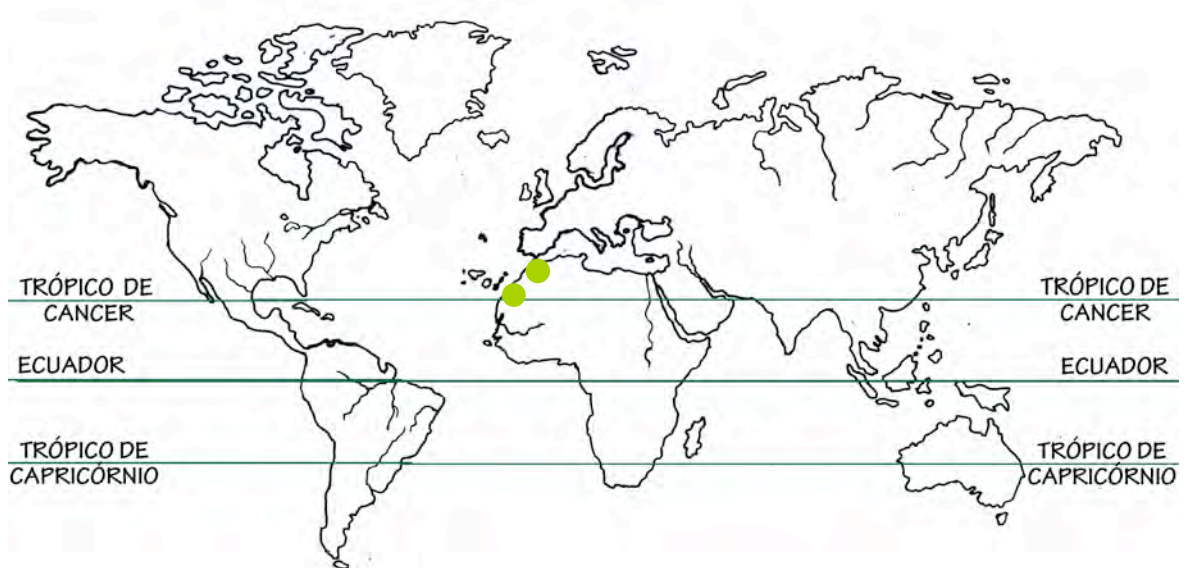 TRÓPICO DE
CANCER
TRÓPICO DE
CANCER
ECUADOR
ECUADOR
TRÓPICO DE
CAPRICÓRNIO
TRÓPICO DE
CAPRICÓRNIO